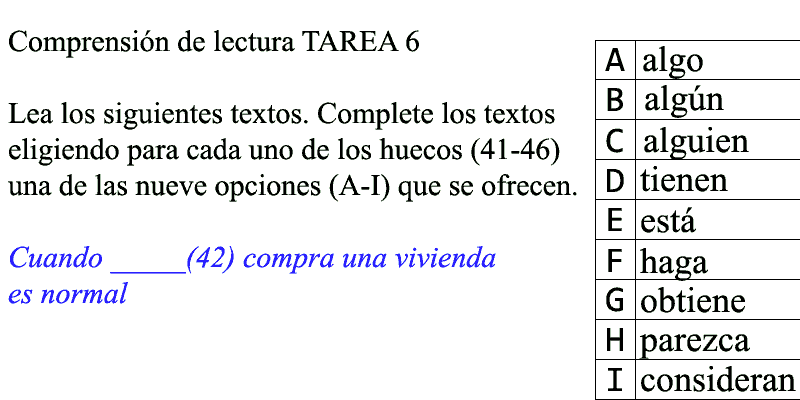 Comprensión de lectura TAREA 6
Lea los siguientes textos. Complete los textos
eligiendo para cada uno de los huecos (41-46)
una de las nueve opciones (A-I) que se ofrecen.
Cuando _____(42) compra una vivienda
es normal
A algo
B algún
C alguien
D tienen
E está
F haga
G obtiene
H parezca
I consideran